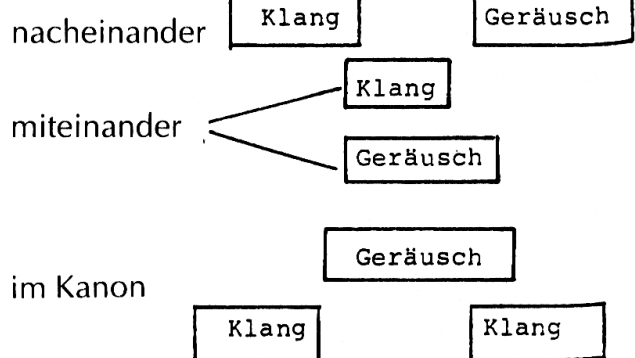 nacheinander Klang Geräusch
Klang
miteinander
Geräusch
Geräusch
im Kanon
Klang Klang